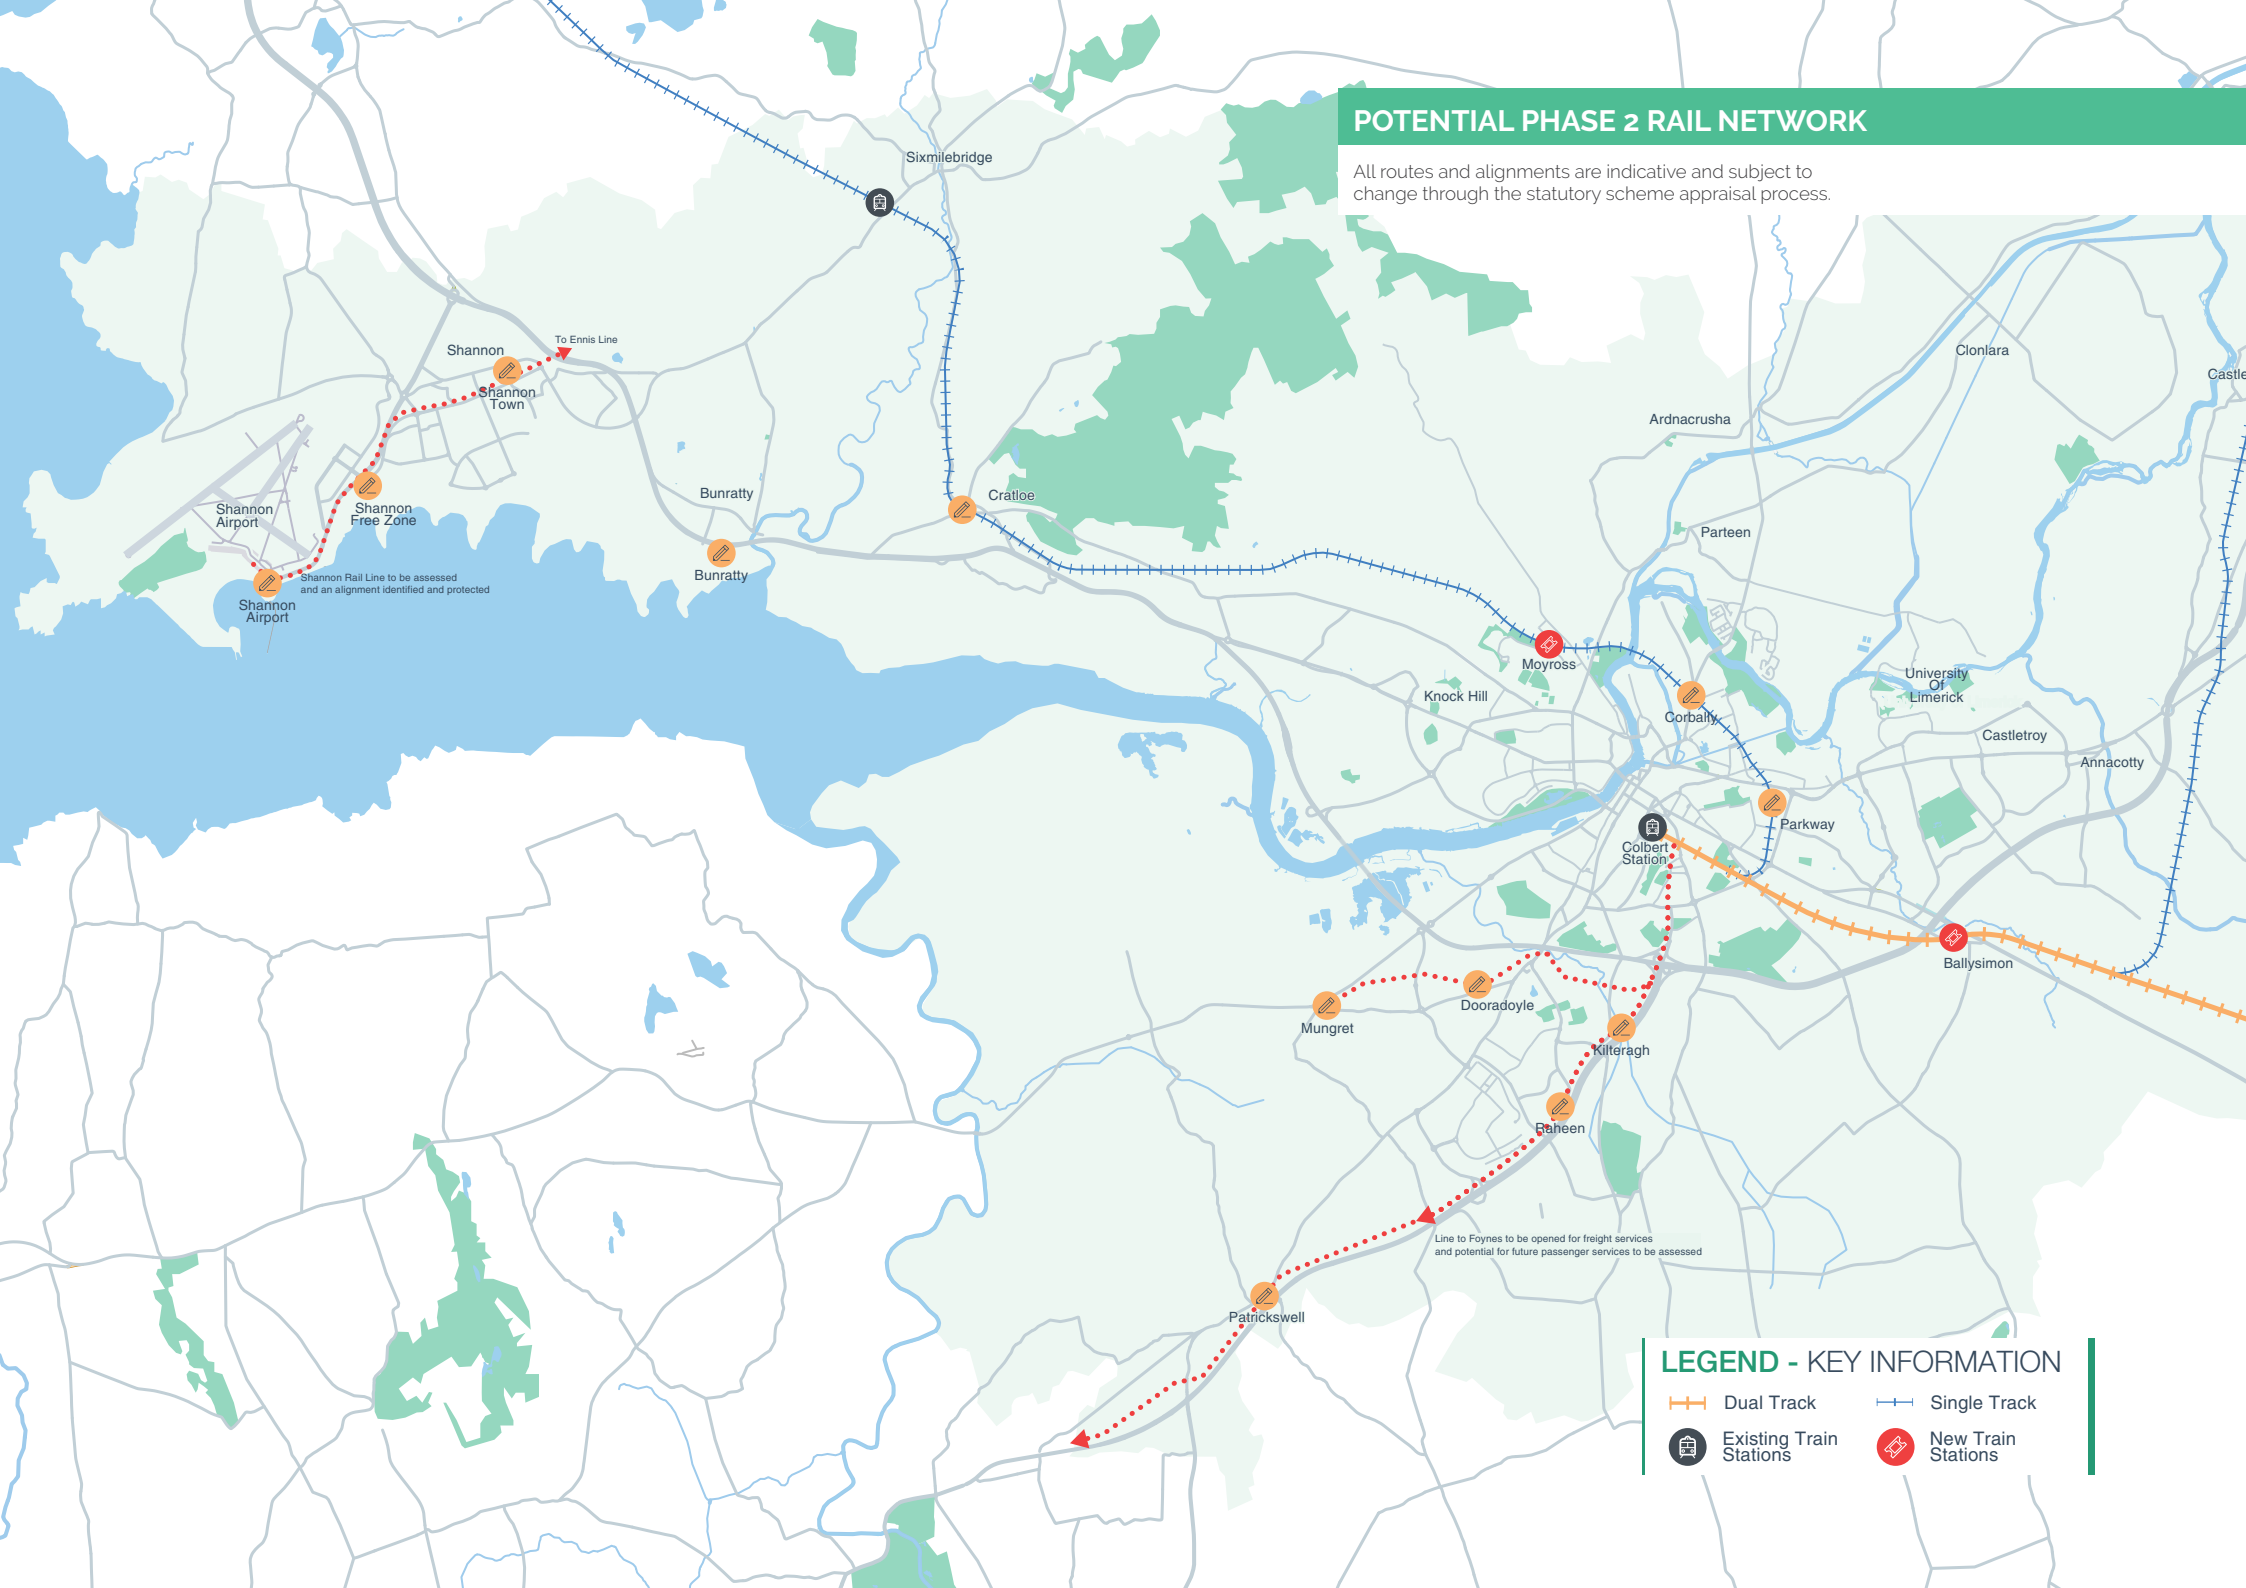 POTENTIAL PHASE 2 RAIL NETWORK
All routes and alignments are indicative and subject to
change through the statutory scheme appraisal process.
Sixmilebridge
To Ennis Line
Shannon
Shannon
Town
Clonlara
Castle
Ardnacrusha
Shannon
Airport
Shannon
Free Zone
Bunratty
Cratloe
Parteen
Bunratty
Shannon Rail Line to be assessed
and an alignment identified and protected
Shannon
Airport
Moyross
Knock Hill
University
Of
Limerick
Corbally
Castletroy
Annacotty
Parkway
Colbert
Station
Ballysimon
Dooradoyle
Mungret
Kilteragh
Raheen
Line to Foynes to be opened for freight services
and potential for future passenger services to be assessed
Patrickswell
LEGEND - KEY INFORMATION
Dual Track
Single Track
Existing Train
Stations
New Train
Stations